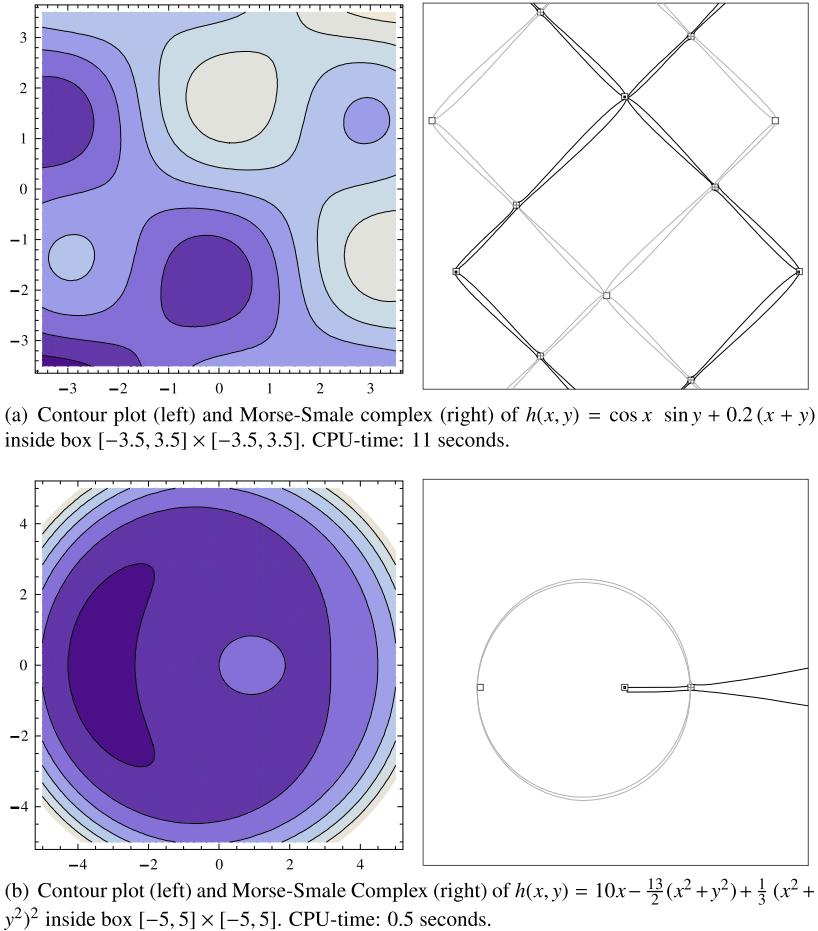 3
2
1
0
−1
−2
−3
−3 −2 −1 0 1 2 3
(a) Contour plot (left) and Morse-Smale complex (right) of h(x, y) = cos x sin y + 0.2 (x + y)
inside box [−3.5, 3.5] × [−3.5, 3.5]. CPU-time: 11 seconds.
4
2
0
−2
−4
−4 −2 0 2 4
(b) Contour plot (left) and Morse-Smale Complex (right) of h(x, y) = 10x − 13/2 (x² + y²) + 1/3 (x² +
y²)² inside box [−5, 5] × [−5, 5]. CPU-time: 0.5 seconds.